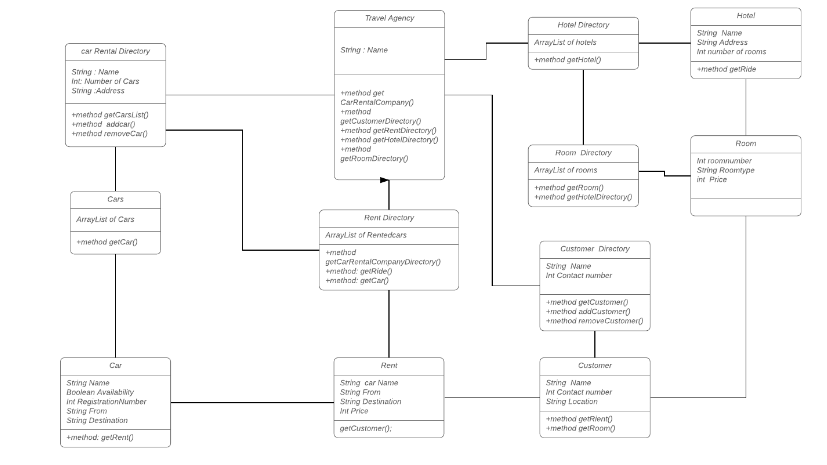 car Rental Directory
String : Name
Int: Number of Cars
String :Address
+method getCarsList()
+method addcar()
+method removeCar()
Travel Agency
String : Name
+method get
CarRentalCompany()
+method
getCustomerDirectory()
+method getRentDirectory()
+method getHotelDirectory()
+method
getRoomDirectory()
Hotel Directory
ArrayList of hotels
+method getHotel()
Hotel
String Name
String Address
Int number of rooms
+method getRide
Room Directory
ArrayList of rooms
+method getRoom()
+method getHotelDirectory()
Room
Int roomnumber
String Roomtype
int Price
Cars
ArrayList of Cars
+method getCar()
Rent Directory
ArrayList of Rentedcars
+method
getCarRentalCompanyDirectory()
+method: getRide()
+method: getCar()
Customer Directory
String Name
Int Contact number
+method getCustomer()
+method addCustomer()
+method removeCustomer()
Car
String Name
Boolean Availability
Int RegistrationNumber
String From
String Destination
+method: getRent()
Rent
String car Name
String From
String Destination
Int Price
getCustomer();
Customer
String Name
Int Contact number
String Location
+method getRient()
+method getRoom()